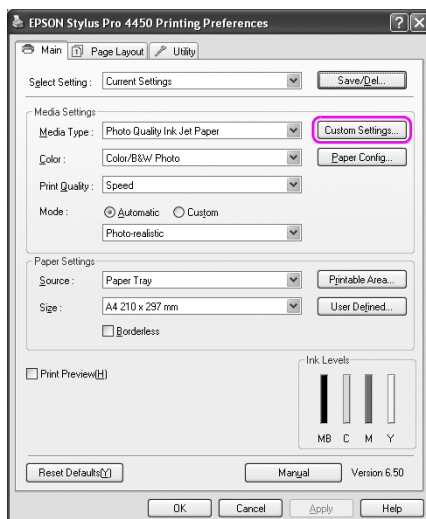 EPSON Stylus Pro 4450 Printing Preferences
Main Page Layout Utility
Select Setting : Current Settings Save/Del...
Media Settings
Media Type : Photo Quality Ink Jet Paper Custom Settings...
Color : Color/B&W Photo Paper Config...
Print Quality : Speed
Mode : Automatic Custom
Photo-realistic
Paper Settings
Source : Paper Tray Printable Area...
Size : A4 210 x 297 mm User Defined...
Borderless
Ink Levels
Print Preview(H)
MB C M Y
Reset Defaults(Y) Manual Version 6.50
OK Cancel Apply Help